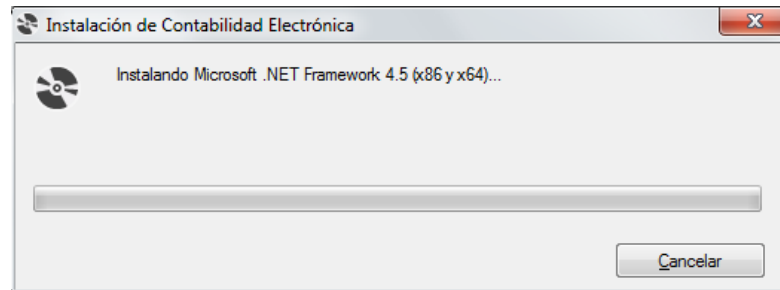 Instalación de Contabilidad Electrónica
Instalando Microsoft .NET Framework 4.5 (x86 y x64)...
Cancelar